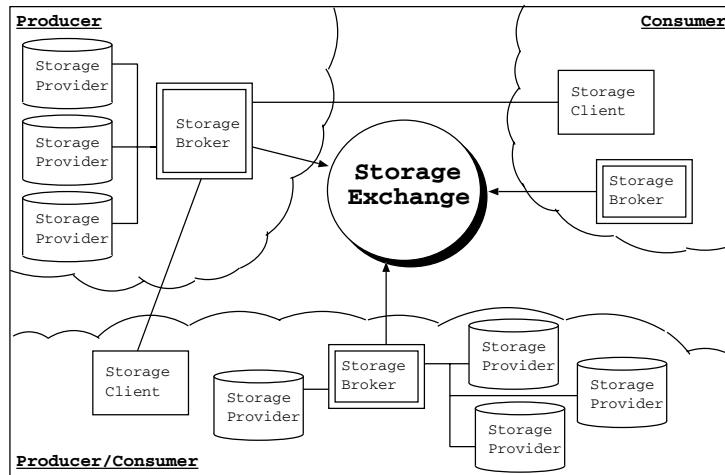 Producer
Consumer
Storage
Provider
Storage
Provider
Storage
Provider
Storage
Broker
Storage
Client
Storage
Exchange
Storage
Broker
Storage
Client
Storage
Provider
Storage
Broker
Storage
Provider
Storage
Provider
Storage
Provider
Producer/Consumer